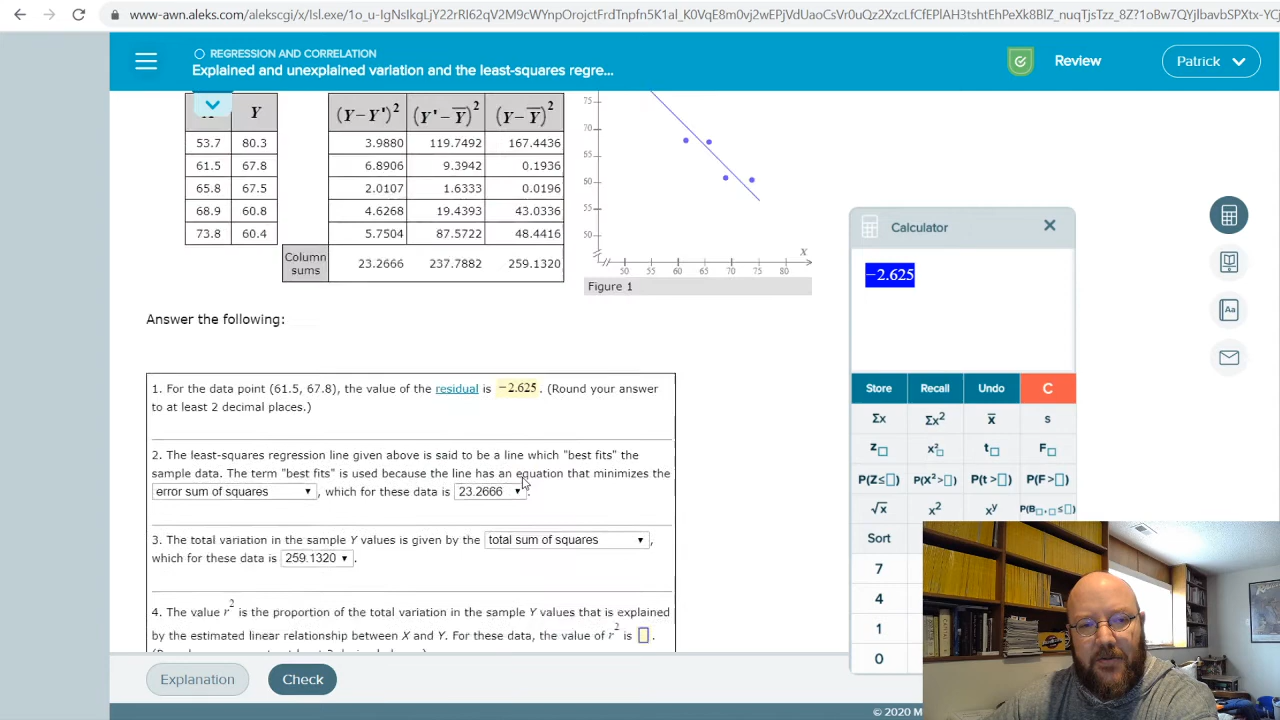 www-awn.aleks.com/alekscgi/x/Isl.exe/1o_u-IgNsIkgLjY22rRI62qV2M9cWYnpOrojctFrdTnpfn5K1al_K0VqE8m0vj2wEPjVdUaoCsVr0uQz2XzcLfCfEPlAH3tshtEhPeXk8BlZ_nuqTjsTzz_8Z?1oBw7QYjlbavbSPXtx-YC
REGRESSION AND CORRELATION
Explained and unexplained variation and the least-squares regre...
Review
Patrick
Y (Y−Y')² (Y'−Y̅)² (Y−Y̅)²
53.7 80.3 3.9880 119.7492 167.4436
61.5 67.8 6.8906 9.3942 0.1936
65.8 67.5 2.0107 1.6333 0.0196
68.9 60.8 4.6268 19.4393 43.0336
73.8 60.4 5.7504 87.5722 48.4416
Column
sums 23.2666 237.7882 259.1320
75
70
65
60
55
50
x
50 55 60 65 70 75 80
Figure 1
Answer the following:
1. For the data point (61.5, 67.8), the value of the residual is −2.625. (Round your answer
to at least 2 decimal places.)
2. The least-squares regression line given above is said to be a line which "best fits" the
sample data. The term "best fits" is used because the line has an equation that minimizes the
error sum of squares, which for these data is 23.2666.
3. The total variation in the sample Y values is given by the total sum of squares,
which for these data is 259.1320.
4. The value r² is the proportion of the total variation in the sample Y values that is explained
by the estimated linear relationship between X and Y. For these data, the value of r² is .
Explanation
Check
Calculator
−2.625
Store Recall Undo C
Σx Σx² x̅ s
z x² t F
P(Z≤) P(X²>) P(t>) P(F>)
√x x² xʸ P(B , ≤)
Sort
7
4
1
0
Aa
© 2020 M